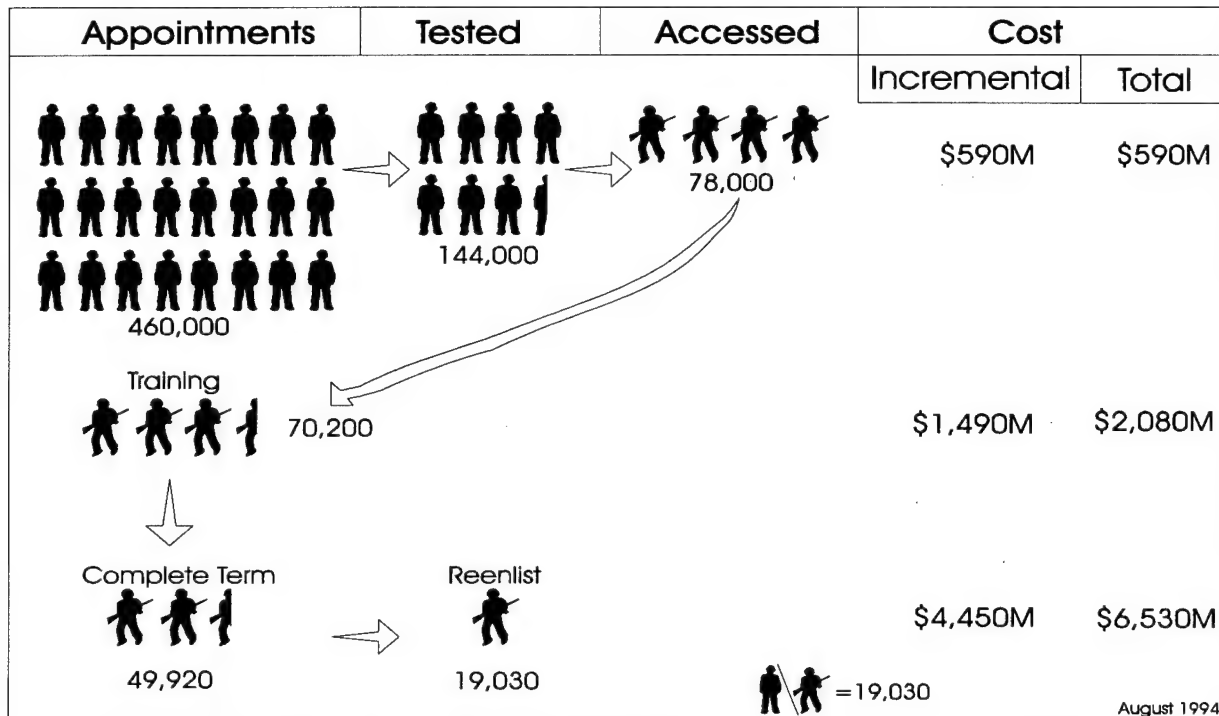 Appointments Tested Accessed Cost
Incremental Total
$590M $590M
78,000
144,000
460,000
Training
70,200 $1,490M $2,080M
Complete Term Reenlist
$4,450M $6,530M
49,920 19,030
=19,030
August 1994